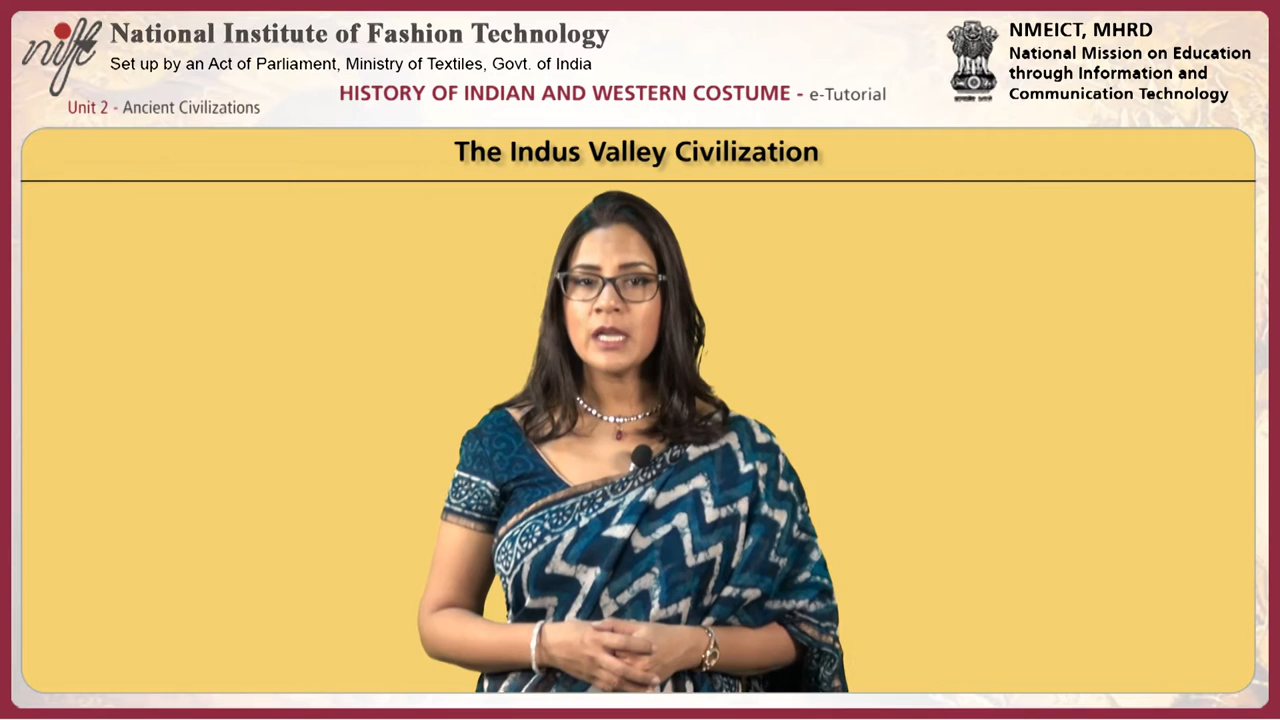 nift
National Institute of Fashion Technology
Set up by an Act of Parliament, Ministry of Textiles, Govt. of India
NMEICT, MHRD
National Mission on Education
through Information and
Communication Technology
HISTORY OF INDIAN AND WESTERN COSTUME - e-Tutorial
Unit 2 - Ancient Civilizations
The Indus Valley Civilization